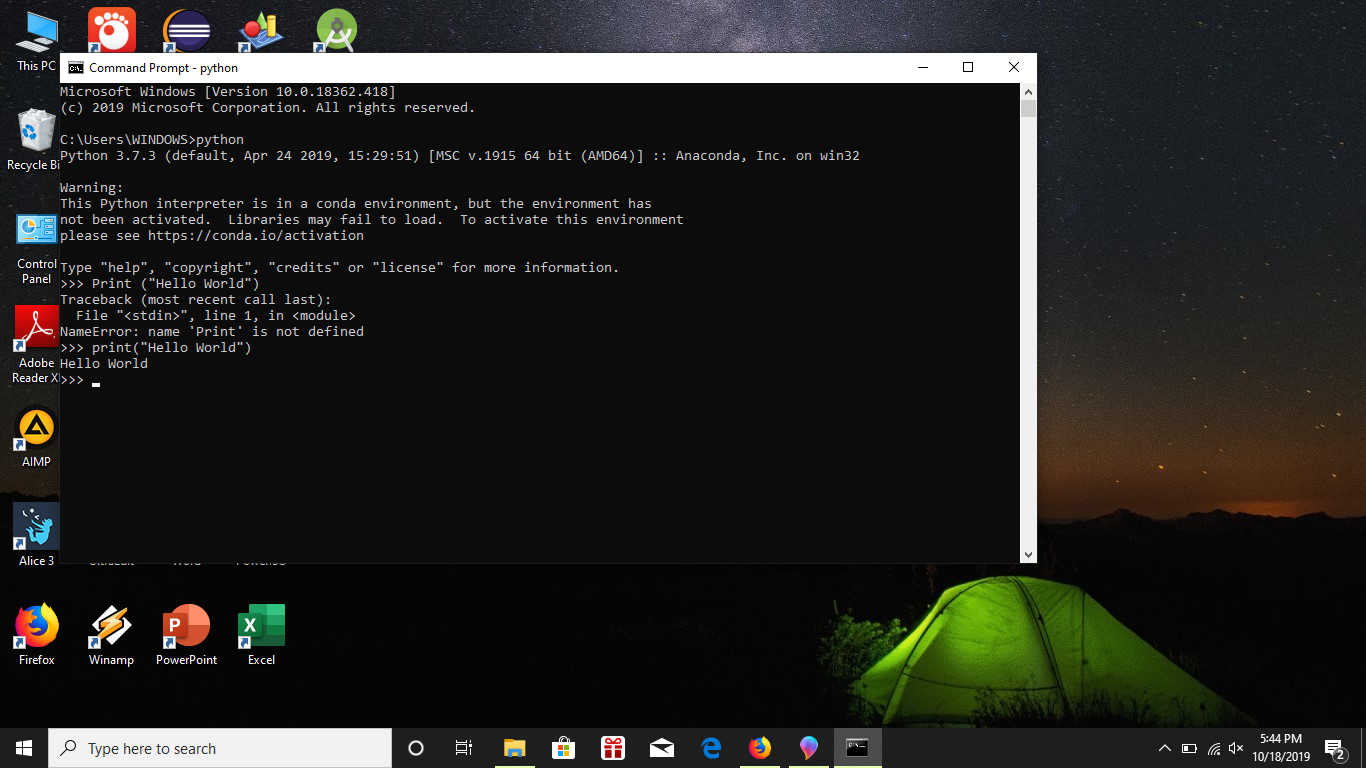 This PC
Command Prompt - python
Microsoft Windows [Version 10.0.18362.418]
(c) 2019 Microsoft Corporation. All rights reserved.
C:\Users\WINDOWS>python
Python 3.7.3 (default, Apr 24 2019, 15:29:51) [MSC v.1915 64 bit (AMD64)] :: Anaconda, Inc. on win32
Warning:
This Python interpreter is in a conda environment, but the environment has
not been activated.  Libraries may fail to load.  To activate this environment
please see https://conda.io/activation
Type "help", "copyright", "credits" or "license" for more information.
>>> Print ("Hello World")
Traceback (most recent call last):
  File "<stdin>", line 1, in <module>
NameError: name 'Print' is not defined
>>> print("Hello World")
Hello World
>>>
Recycle Bi
Control
Panel
Adobe
Reader X
AIMP
Alice 3
Firefox
Winamp
P
PowerPoint
X
Excel
Type here to search
5:44 PM
10/18/2019
2